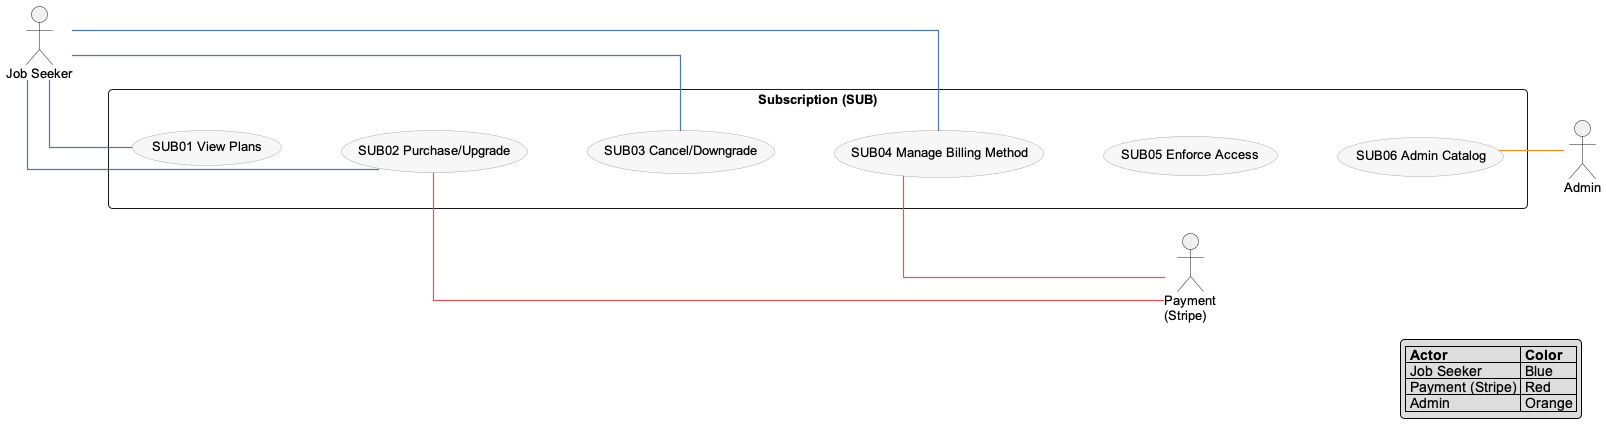 Job Seeker
Subscription (SUB)
SUB01 View Plans
SUB02 Purchase/Upgrade
SUB03 Cancel/Downgrade
SUB04 Manage Billing Method
SUB05 Enforce Access
SUB06 Admin Catalog
Admin
Payment
(Stripe)
Actor Color
Job Seeker Blue
Payment (Stripe) Red
Admin Orange